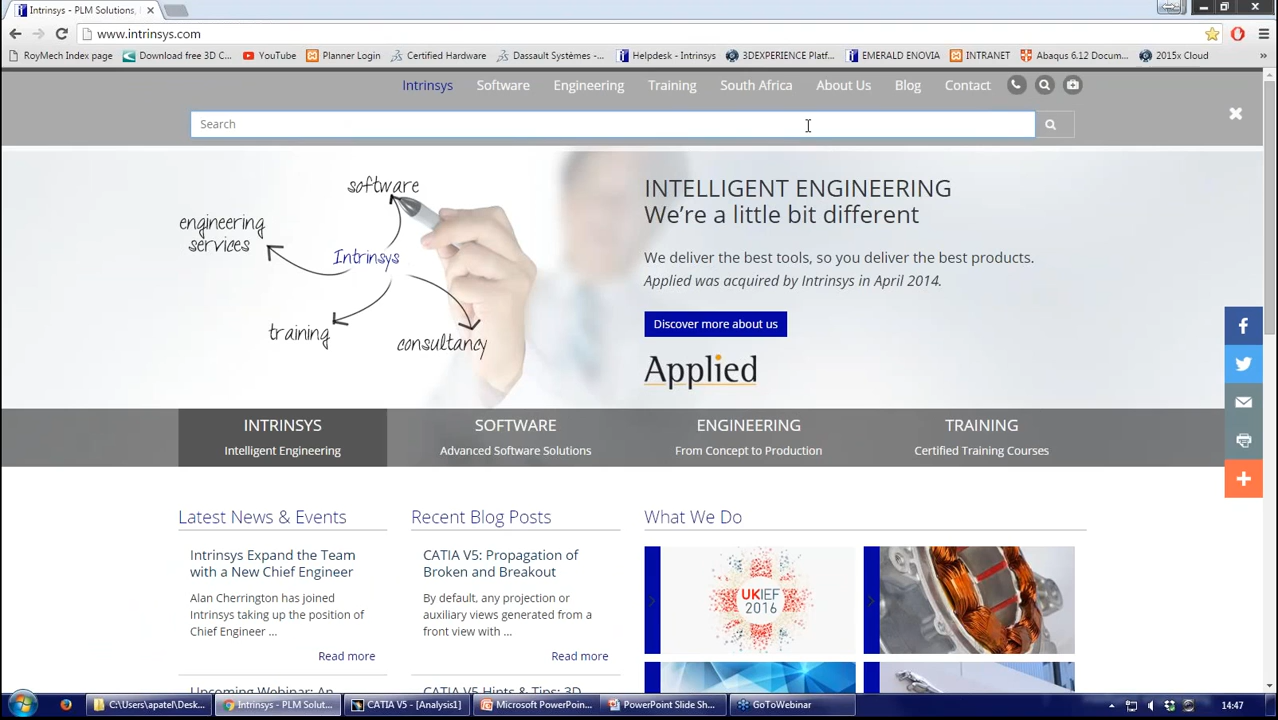 Intrinsys - PLM Solutions,
www.intrinsys.com
RoyMech Index page
Download free 3D C...
YouTube
Planner Login
Certified Hardware
Dassault Systèmes -...
Helpdesk - Intrinsys
3DEXPERIENCE Platf...
EMERALD ENOVIA
INTRANET
Abaqus 6.12 Docum...
2015x Cloud
»
Intrinsys
Software
Engineering
Training
South Africa
About Us
Blog
Contact
Search
software
engineering
services
Intrinsys
training
consultancy
INTELLIGENT ENGINEERING
We're a little bit different
We deliver the best tools, so you deliver the best products.
Applied was acquired by Intrinsys in April 2014.
Discover more about us
Applied
INTRINSYS
Intelligent Engineering
SOFTWARE
Advanced Software Solutions
ENGINEERING
From Concept to Production
TRAINING
Certified Training Courses
Latest News & Events
Intrinsys Expand the Team
with a New Chief Engineer
Alan Cherrington has joined
Intrinsys taking up the position of
Chief Engineer ...
Read more
Upcoming Webinar: An
Recent Blog Posts
CATIA V5: Propagation of
Broken and Breakout
By default, any projection or
auxiliary views generated from a
front view with ...
Read more
CATIA V5 Hints & Tips: 3D
What We Do
UKIEF
2016
C:\Users\apatel\Desk...
Intrinsys - PLM Solut...
CATIA V5 - [Analysis1]
Microsoft PowerPoin...
PowerPoint Slide Sh...
GoToWebinar
14:47